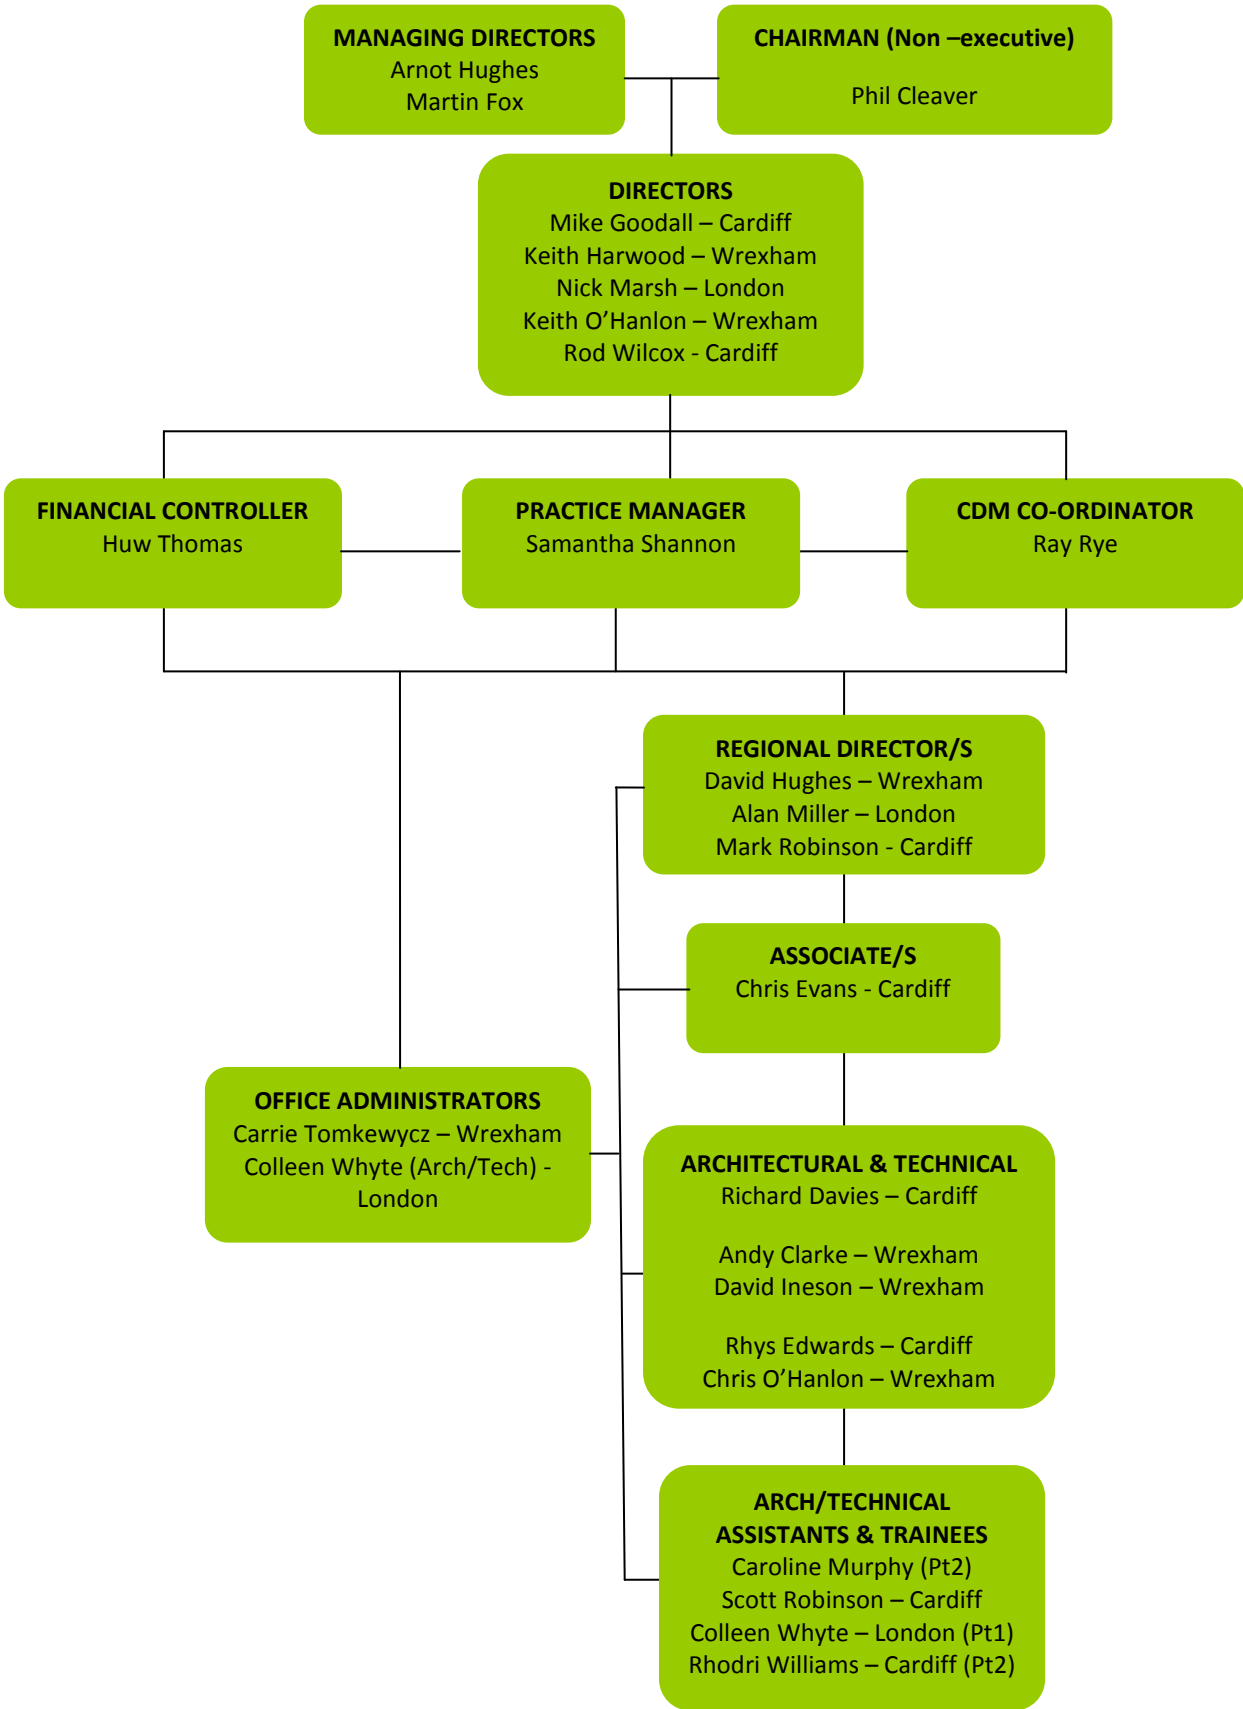 MANAGING DIRECTORS
Arnot Hughes
Martin Fox
CHAIRMAN (Non –executive)
Phil Cleaver
DIRECTORS
Mike Goodall – Cardiff
Keith Harwood – Wrexham
Nick Marsh – London
Keith O’Hanlon – Wrexham
Rod Wilcox - Cardiff
FINANCIAL CONTROLLER
Huw Thomas
PRACTICE MANAGER
Samantha Shannon
CDM CO-ORDINATOR
Ray Rye
REGIONAL DIRECTOR/S
David Hughes – Wrexham
Alan Miller – London
Mark Robinson - Cardiff
ASSOCIATE/S
Chris Evans - Cardiff
OFFICE ADMINISTRATORS
Carrie Tomkewycz – Wrexham
Colleen Whyte (Arch/Tech) -
London
ARCHITECTURAL & TECHNICAL
Richard Davies – Cardiff
Andy Clarke – Wrexham
David Ineson – Wrexham
Rhys Edwards – Cardiff
Chris O’Hanlon – Wrexham
ARCH/TECHNICAL
ASSISTANTS & TRAINEES
Caroline Murphy (Pt2)
Scott Robinson – Cardiff
Colleen Whyte – London (Pt1)
Rhodri Williams – Cardiff (Pt2)